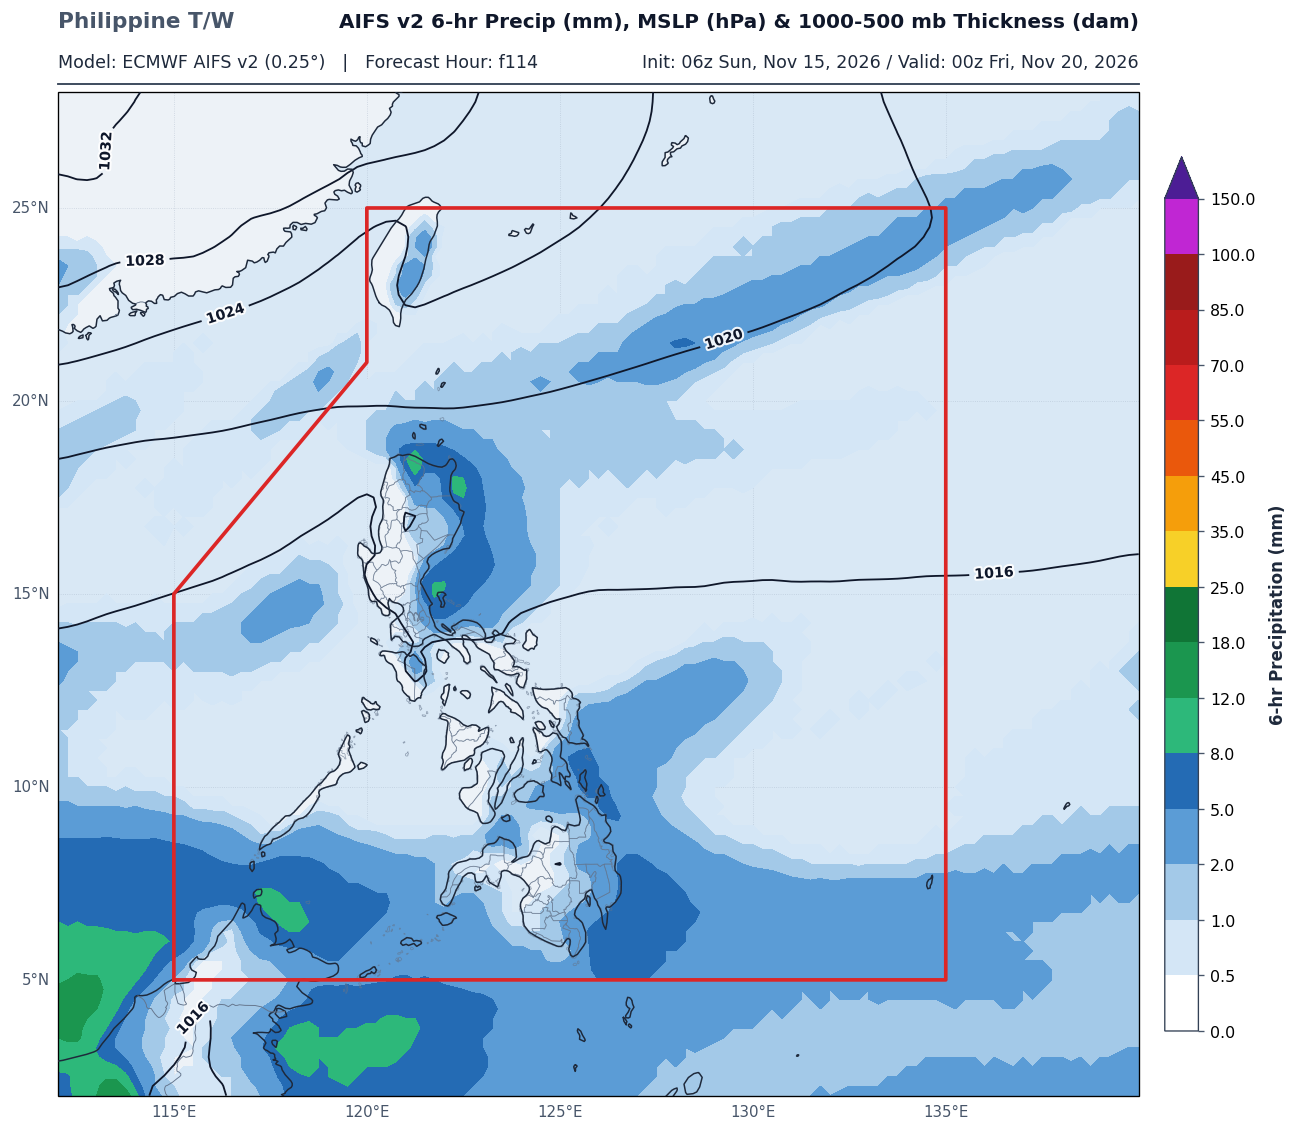 Philippine T/W
AIFS v2 6-hr Precip (mm), MSLP (hPa) & 1000-500 mb Thickness (dam)
Model: ECMWF AIFS v2 (0.25°)   |   Forecast Hour: f114
Init: 06z Sun, Nov 15, 2026 / Valid: 00z Fri, Nov 20, 2026
1032
1028
1024
1020
1016
1016
25°N
20°N
15°N
10°N
5°N
115°E
120°E
125°E
130°E
135°E
150.0
100.0
85.0
70.0
55.0
45.0
35.0
25.0
18.0
12.0
8.0
5.0
2.0
1.0
0.5
0.0
6-hr Precipitation (mm)